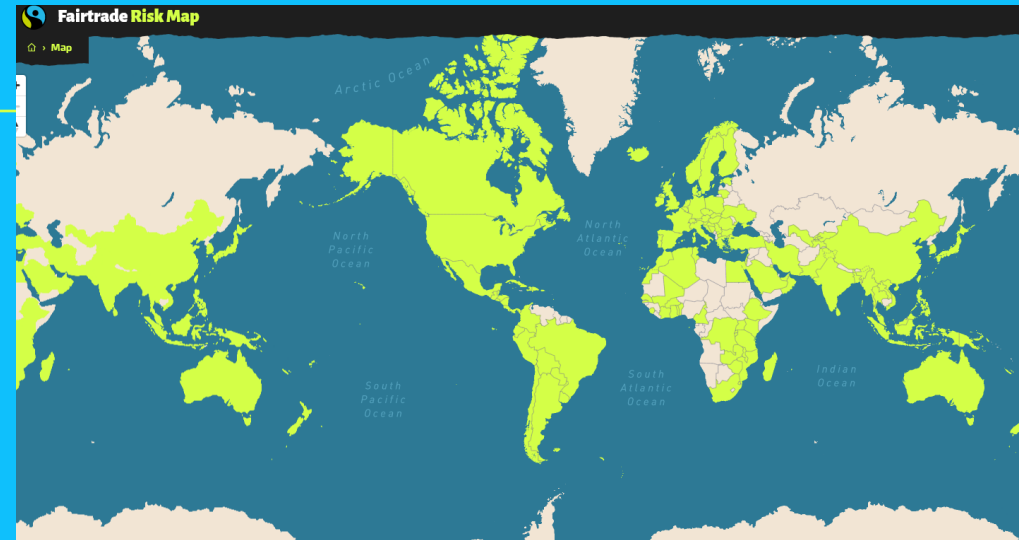 Fairtrade Risk Map
› Map
Arctic Ocean
North
Pacific
Ocean
North
Atlantic
Ocean
South
Pacific
Ocean
South
Atlantic
Ocean
Indian
Ocean